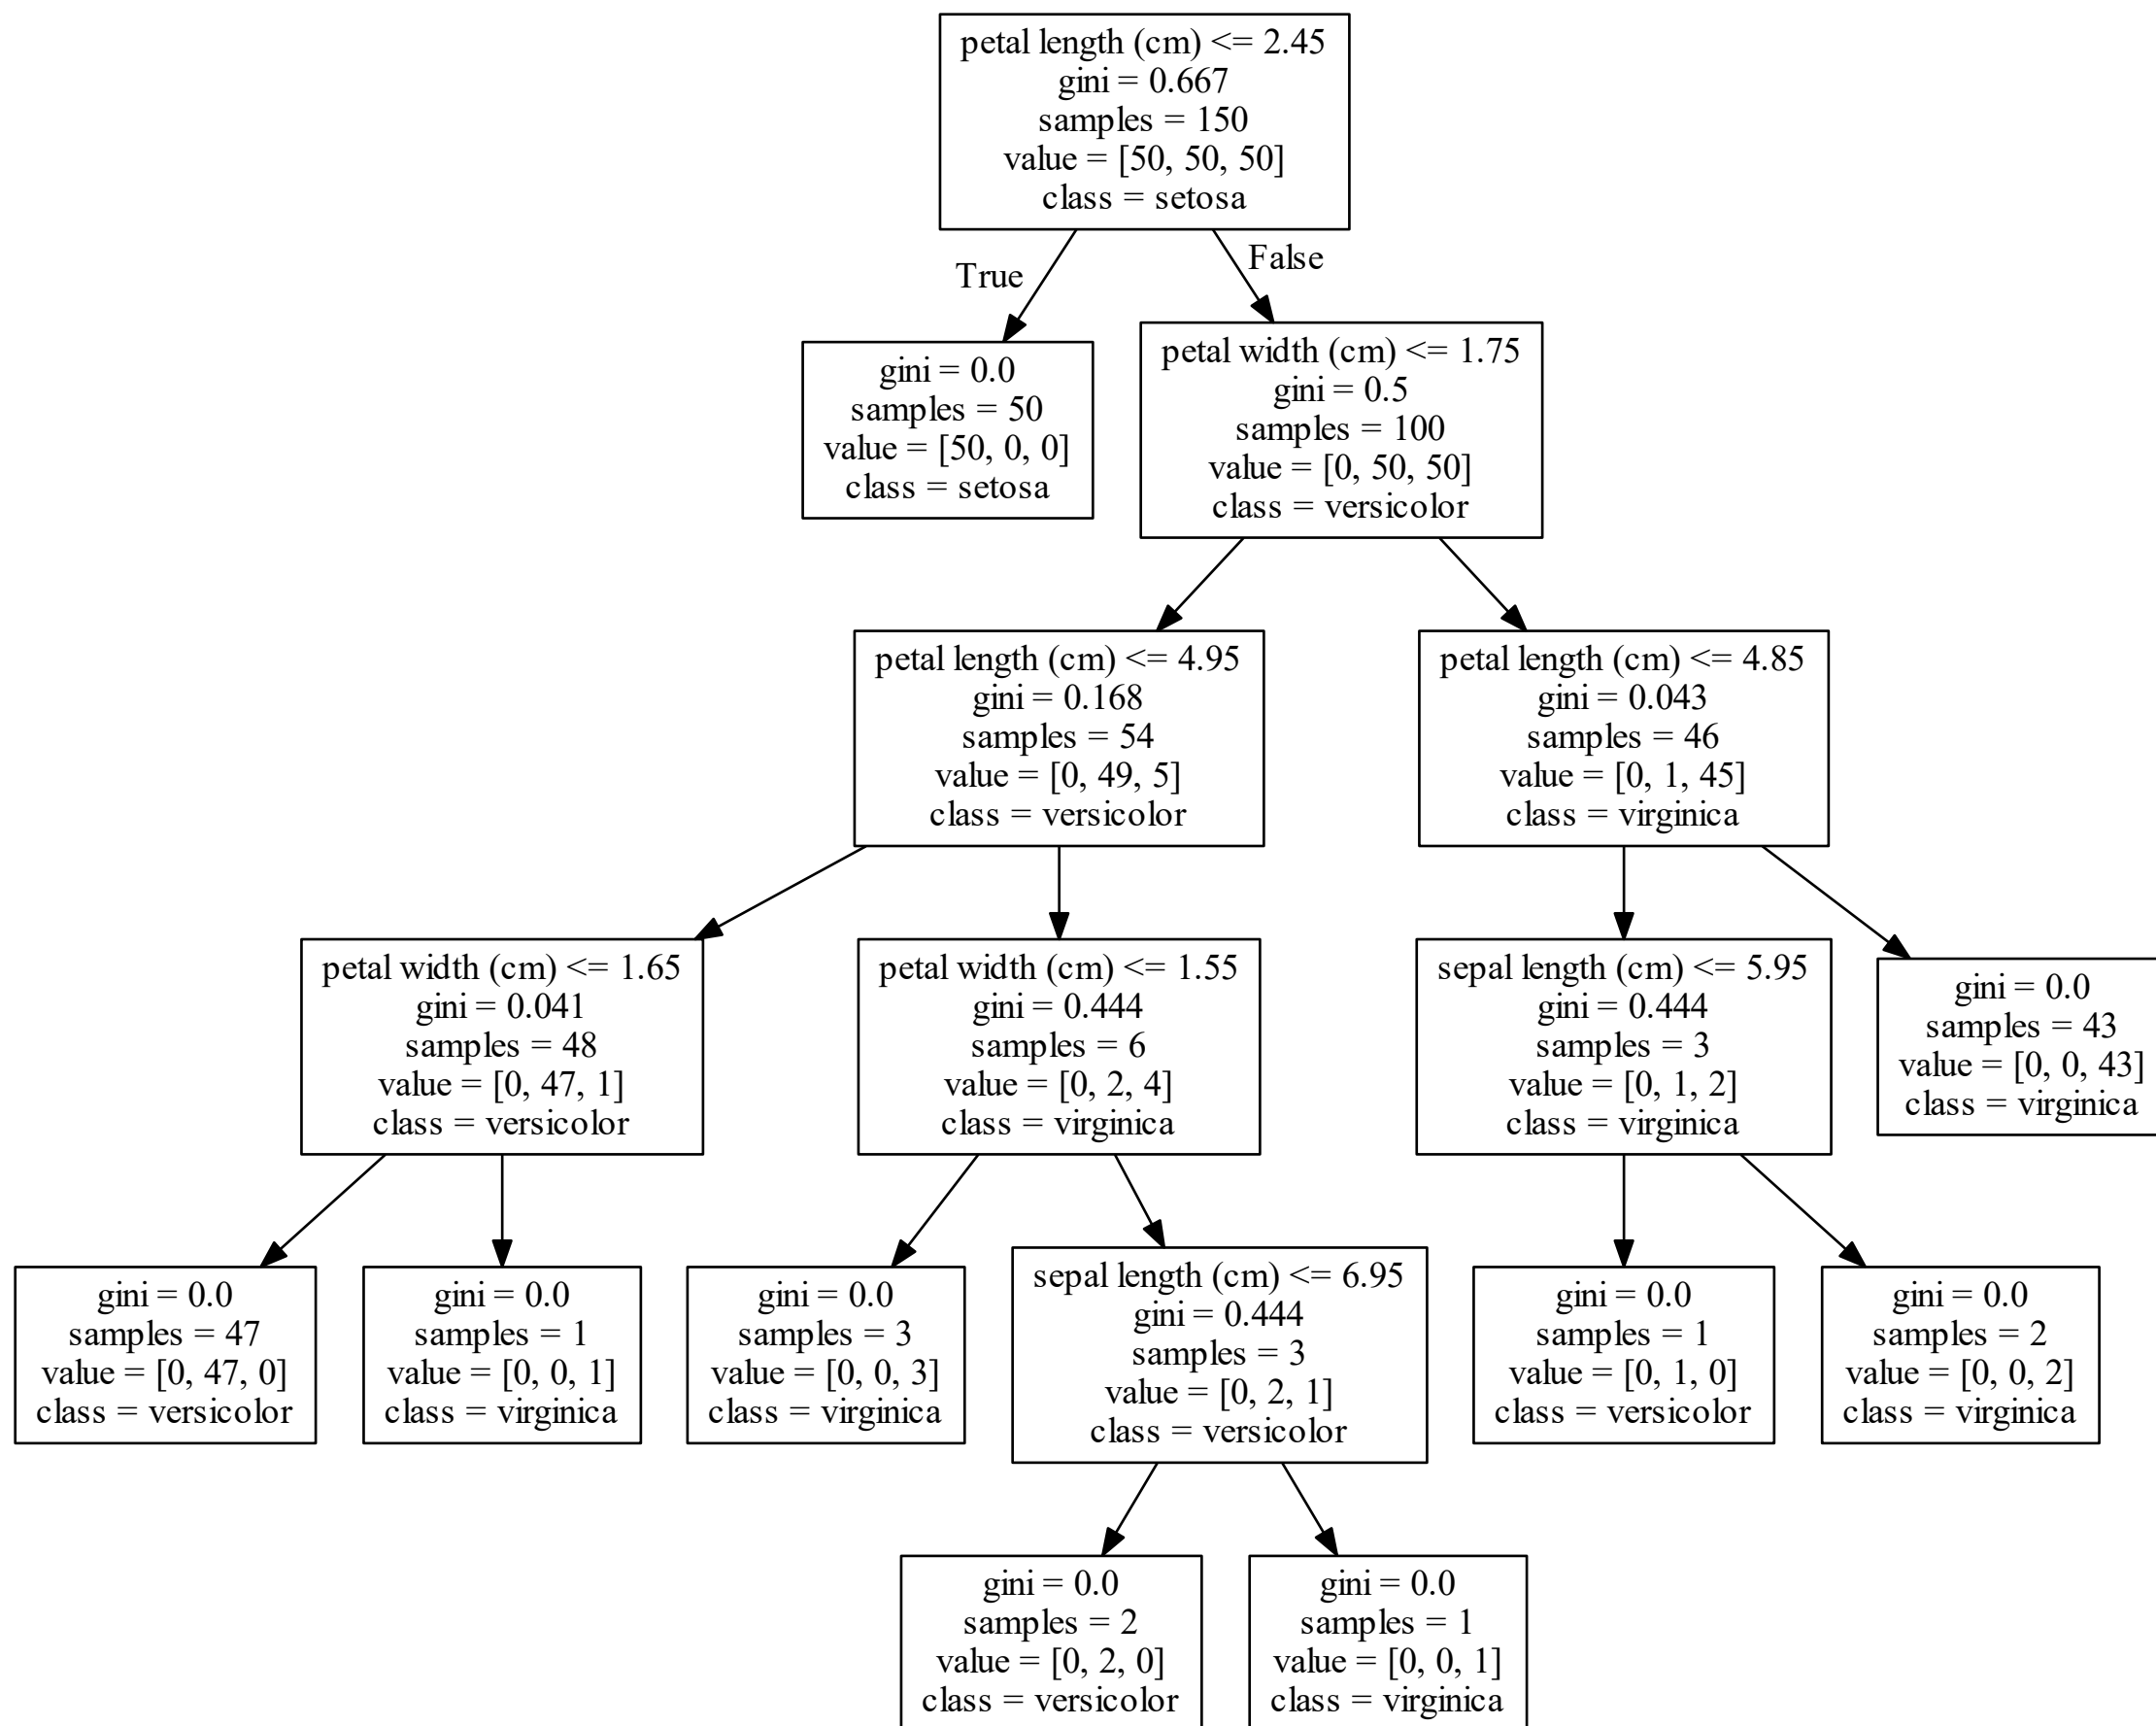 petal length (cm) <= 2.45
gini = 0.667
samples = 150
value = [50, 50, 50]
class = setosa
True
False
gini = 0.0
samples = 50
value = [50, 0, 0]
class = setosa
petal width (cm) <= 1.75
gini = 0.5
samples = 100
value = [0, 50, 50]
class = versicolor
petal length (cm) <= 4.95
gini = 0.168
samples = 54
value = [0, 49, 5]
class = versicolor
petal length (cm) <= 4.85
gini = 0.043
samples = 46
value = [0, 1, 45]
class = virginica
petal width (cm) <= 1.65
gini = 0.041
samples = 48
value = [0, 47, 1]
class = versicolor
petal width (cm) <= 1.55
gini = 0.444
samples = 6
value = [0, 2, 4]
class = virginica
sepal length (cm) <= 5.95
gini = 0.444
samples = 3
value = [0, 1, 2]
class = virginica
gini = 0.0
samples = 43
value = [0, 0, 43]
class = virginica
gini = 0.0
samples = 47
value = [0, 47, 0]
class = versicolor
gini = 0.0
samples = 1
value = [0, 0, 1]
class = virginica
gini = 0.0
samples = 3
value = [0, 0, 3]
class = virginica
sepal length (cm) <= 6.95
gini = 0.444
samples = 3
value = [0, 2, 1]
class = versicolor
gini = 0.0
samples = 1
value = [0, 1, 0]
class = versicolor
gini = 0.0
samples = 2
value = [0, 0, 2]
class = virginica
gini = 0.0
samples = 2
value = [0, 2, 0]
class = versicolor
gini = 0.0
samples = 1
value = [0, 0, 1]
class = virginica